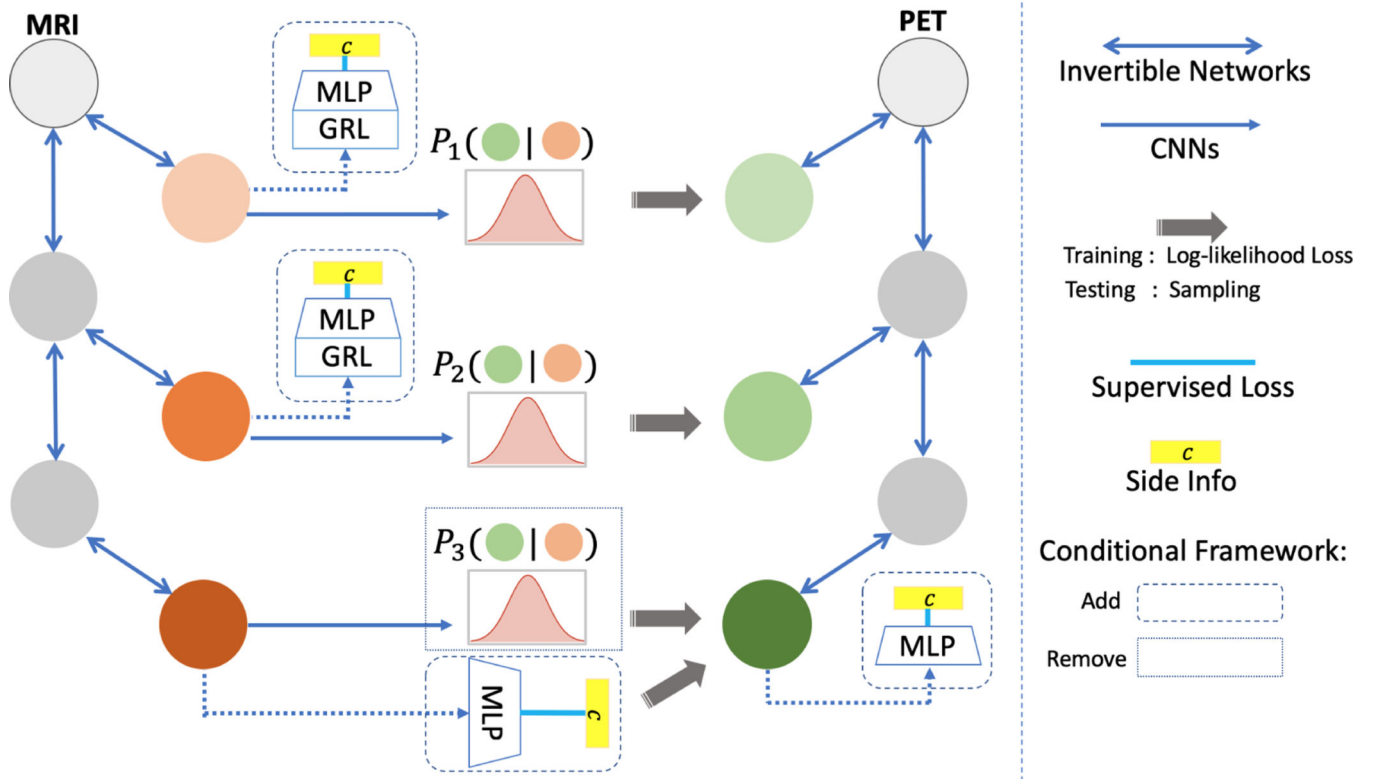 MRI
PET
c
MLP
GRL
P1( | )
c
MLP
GRL
P2( | )
P3( | )
c
MLP
MLP
c
Invertible Networks
CNNs
Training : Log-likelihood Loss
Testing : Sampling
Supervised Loss
c
Side Info
Conditional Framework:
Add
Remove